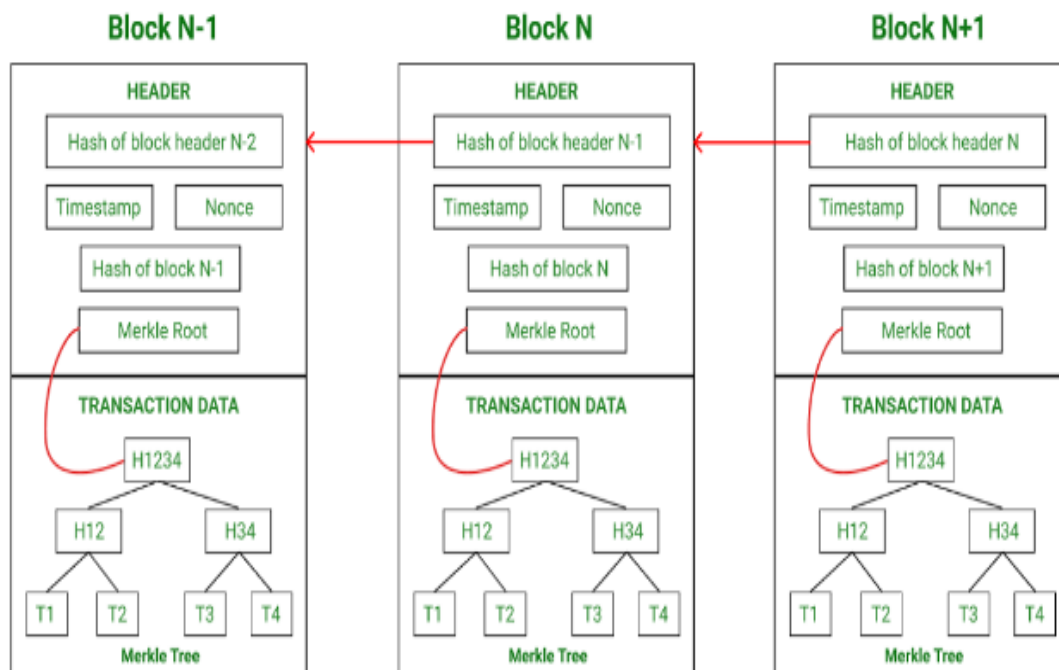 Block N-1
HEADER
Hash of block header N-2
Timestamp
Nonce
Hash of block N-1
Merkle Root
TRANSACTION DATA
H1234
H12
H34
T1
T2
T3
T4
Merkle Tree
Block N
HEADER
Hash of block header N-1
Timestamp
Nonce
Hash of block N
Merkle Root
TRANSACTION DATA
H1234
H12
H34
T1
T2
T3
T4
Merkle Tree
Block N+1
HEADER
Hash of block header N
Timestamp
Nonce
Hash of block N+1
Merkle Root
TRANSACTION DATA
H1234
H12
H34
T1
T2
T3
T4
Merkle Tree